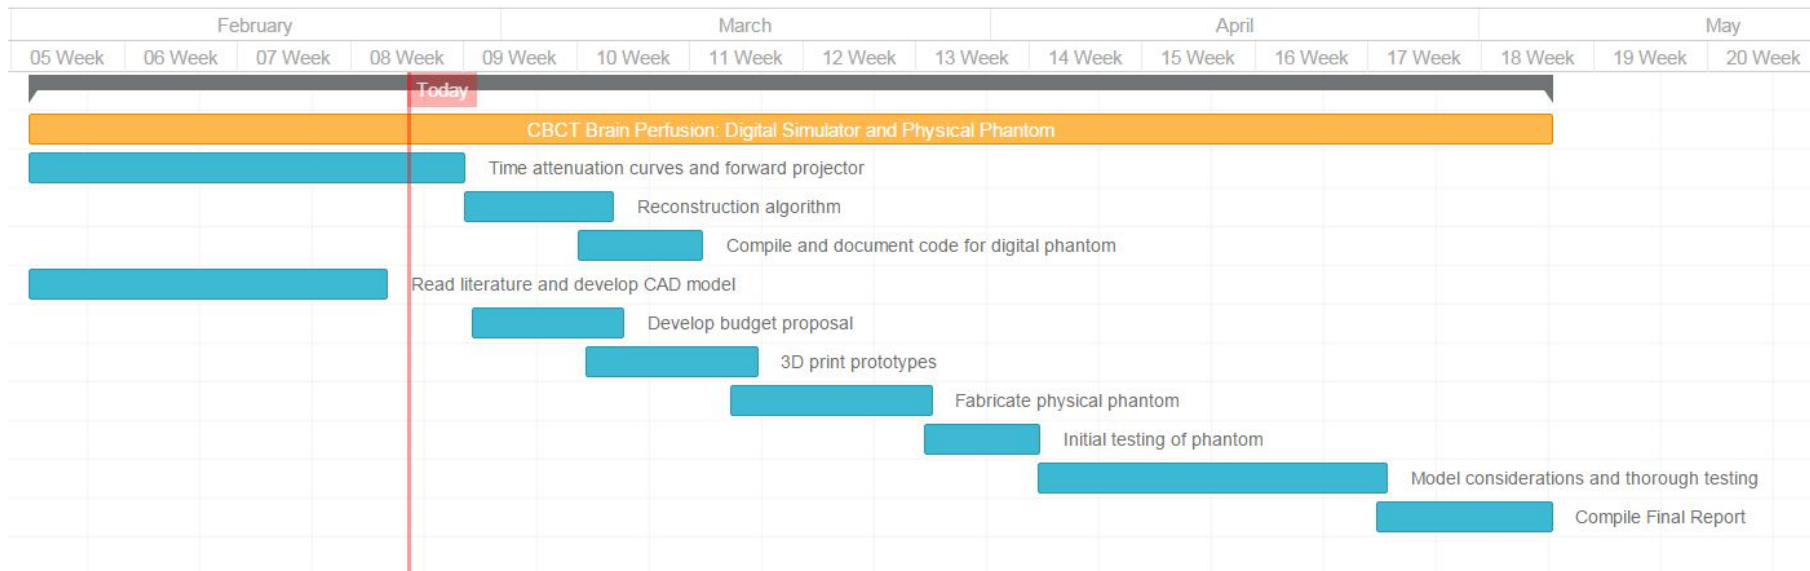 February March April May
05 Week 06 Week 07 Week 08 Week 09 Week 10 Week 11 Week 12 Week 13 Week 14 Week 15 Week 16 Week 17 Week 18 Week 19 Week 20 Week
Today
CBCT Brain Perfusion: Digital Simulator and Physical Phantom
Time attenuation curves and forward projector
Reconstruction algorithm
Compile and document code for digital phantom
Read literature and develop CAD model
Develop budget proposal
3D print prototypes
Fabricate physical phantom
Initial testing of phantom
Model considerations and thorough testing
Compile Final Report